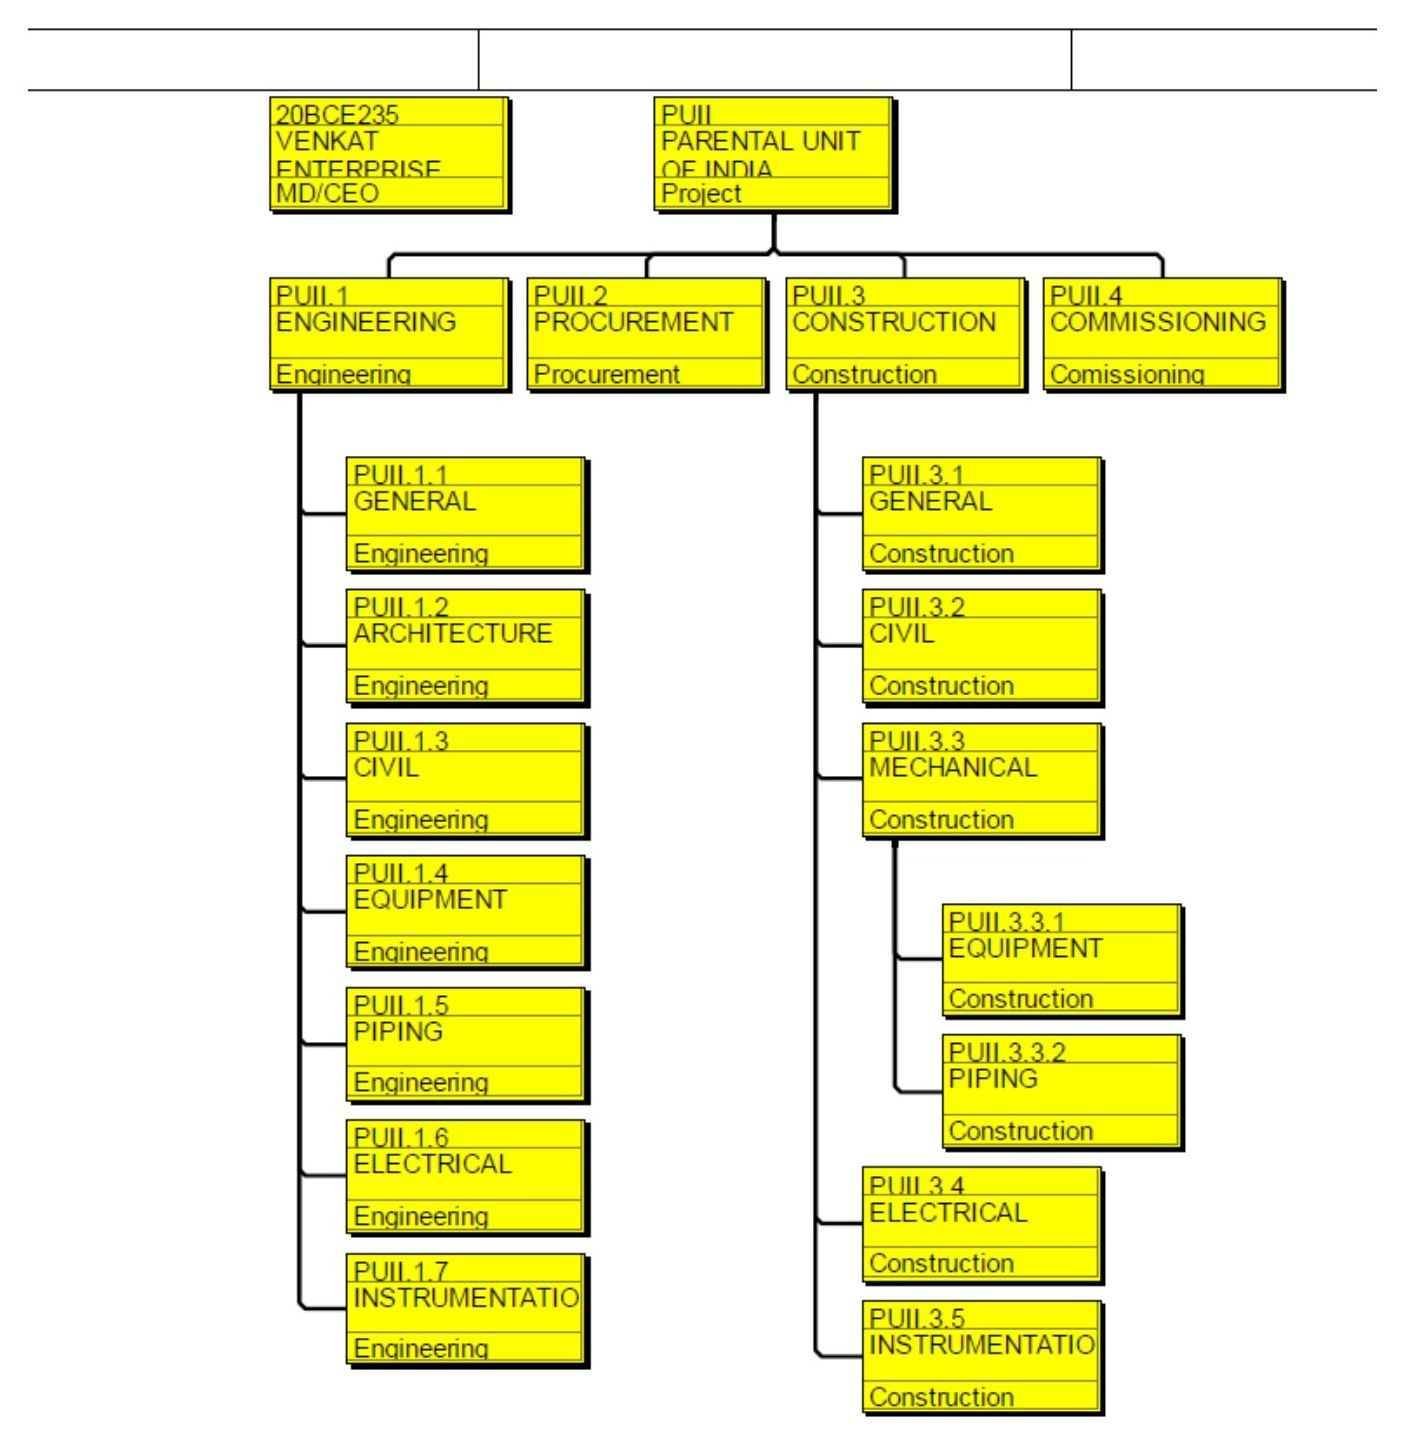 20BCE235
VENKAT
ENTERPRISE
MD/CEO
PUII
PARENTAL UNIT
OF INDIA
Project
PUII.1
ENGINEERING
Engineering
PUII.2
PROCUREMENT
Procurement
PUII.3
CONSTRUCTION
Construction
PUII.4
COMMISSIONING
Comissioning
PUII.1.1
GENERAL
Engineering
PUII.1.2
ARCHITECTURE
Engineering
PUII.1.3
CIVIL
Engineering
PUII.1.4
EQUIPMENT
Engineering
PUII.1.5
PIPING
Engineering
PUII.1.6
ELECTRICAL
Engineering
PUII.1.7
INSTRUMENTATIO
Engineering
PUII.3.1
GENERAL
Construction
PUII.3.2
CIVIL
Construction
PUII.3.3
MECHANICAL
Construction
PUII.3.3.1
EQUIPMENT
Construction
PUII.3.3.2
PIPING
Construction
PUII.3.4
ELECTRICAL
Construction
PUII.3.5
INSTRUMENTATIO
Construction